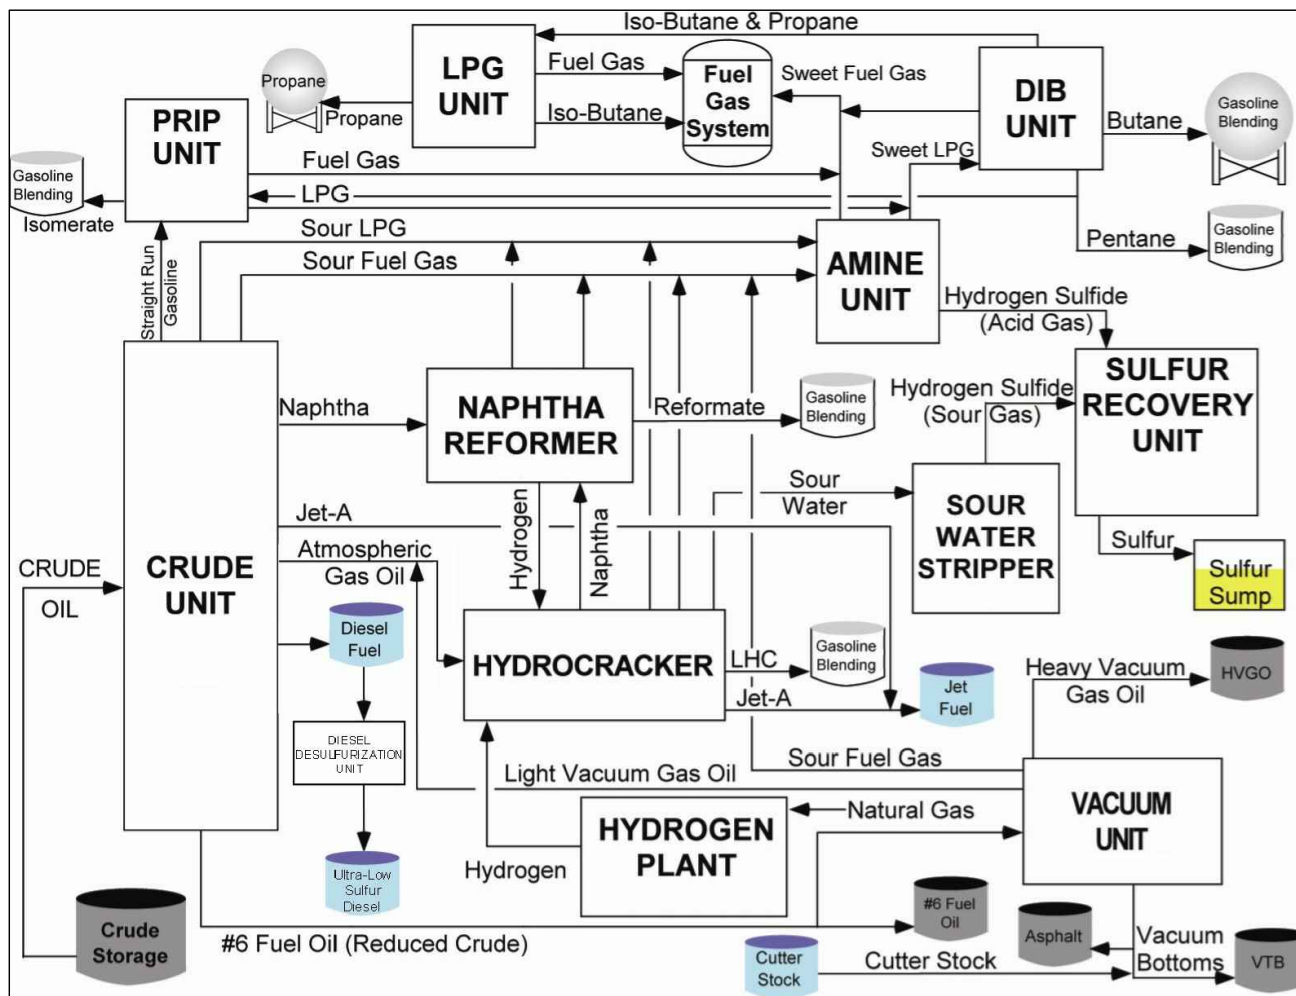 Iso-Butane & Propane
LPG
UNIT
Fuel Gas
Iso-Butane
Propane
Propane
Fuel
Gas
System
Sweet Fuel Gas
DIB
UNIT
Butane
Gasoline
Blending
Sweet LPG
PRIP
UNIT
Gasoline
Blending
Isomerate
Fuel Gas
LPG
Sour LPG
Sour Fuel Gas
Straight Run
Gasoline
Pentane
Gasoline
Blending
AMINE
UNIT
Hydrogen Sulfide
(Acid Gas)
SULFUR
RECOVERY
UNIT
Hydrogen Sulfide
(Sour Gas)
Naphtha
NAPHTHA
REFORMER
Reformate
Gasoline
Blending
Hydrogen
Naphtha
Sour
Water
SOUR
WATER
STRIPPER
Sulfur
Sulfur
Sump
CRUDE
OIL
CRUDE
UNIT
Jet-A
Atmospheric
Gas Oil
Diesel
Fuel
DIESEL
DESULFURIZATION
UNIT
Ultra-Low
Sulfur
Diesel
HYDROCRACKER
LHC
Gasoline
Blending
Jet-A
Jet
Fuel
Heavy Vacuum
Gas Oil
HVGO
Sour Fuel Gas
Light Vacuum Gas Oil
VACUUM
UNIT
Natural Gas
HYDROGEN
PLANT
Hydrogen
Crude
Storage
#6 Fuel Oil (Reduced Crude)
#6 Fuel
Oil
Cutter
Stock
Cutter Stock
Asphalt
Vacuum
Bottoms
VTB